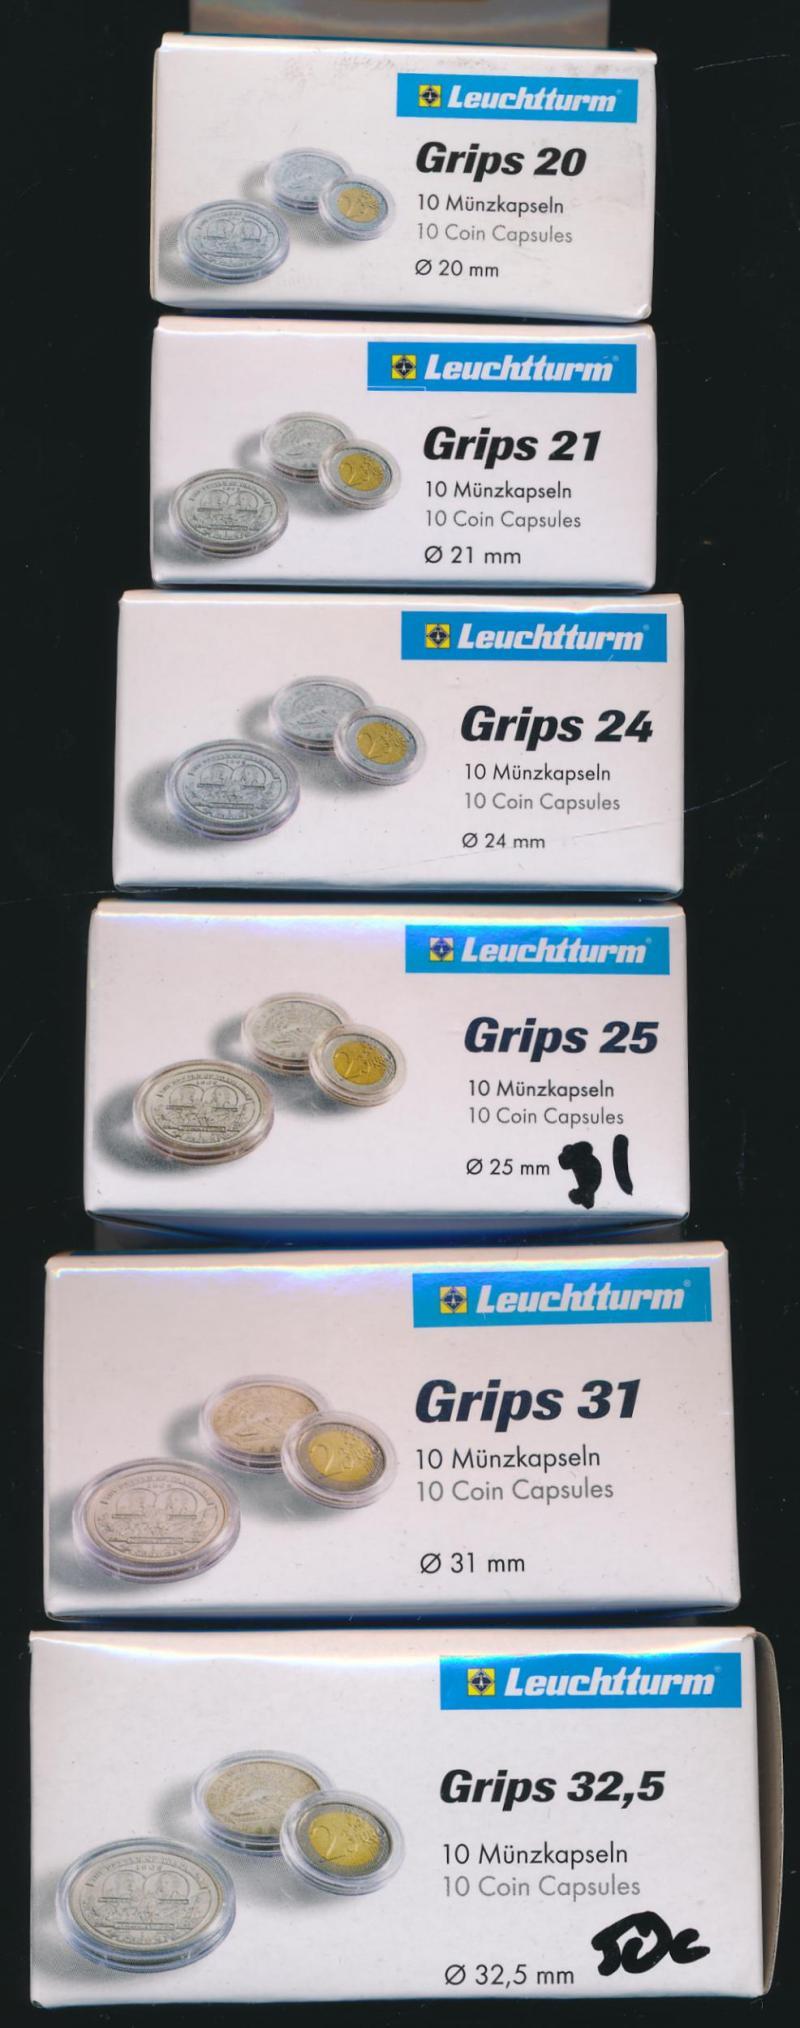 Leuchtturm®
Grips 20
10 Münzkapseln
10 Coin Capsules
Ø 20 mm
Leuchtturm®
Grips 21
10 Münzkapseln
10 Coin Capsules
Ø 21 mm
Leuchtturm®
Grips 24
10 Münzkapseln
10 Coin Capsules
Ø 24 mm
Leuchtturm®
Grips 25
10 Münzkapseln
10 Coin Capsules
Ø 25 mm
Leuchtturm®
Grips 31
10 Münzkapseln
10 Coin Capsules
Ø 31 mm
Leuchtturm®
Grips 32,5
10 Münzkapseln
10 Coin Capsules
Ø 32,5 mm